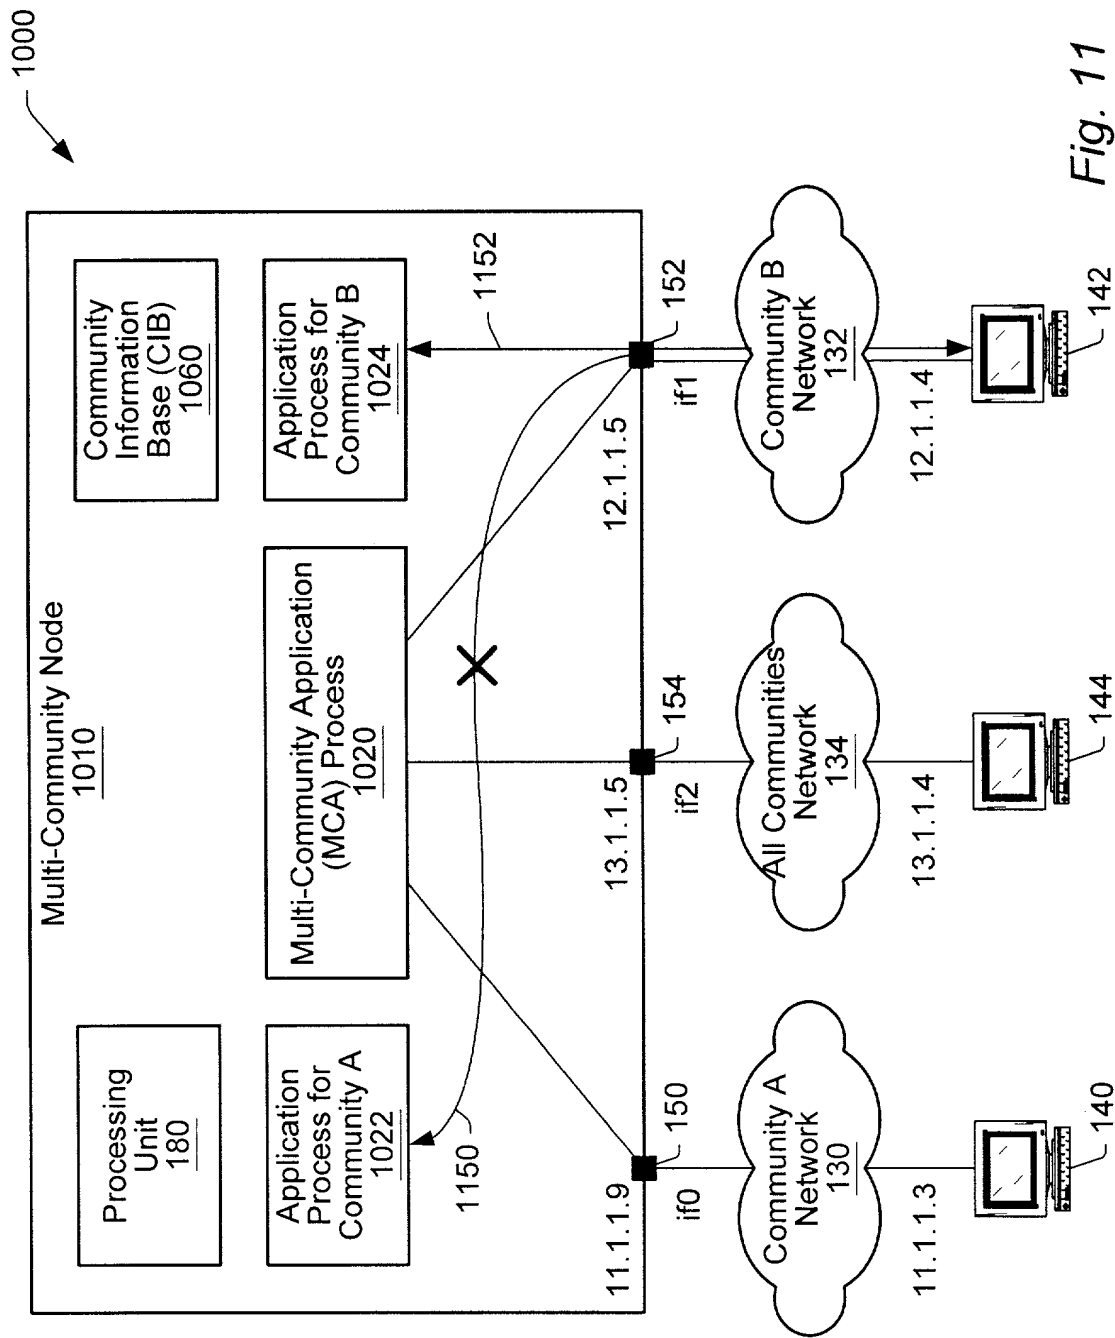 1000
Multi-Community Node
1010
Processing
Unit
180
Community
Information
Base (CIB)
1060
Application
Process for
Community A
1022
Multi-Community Application
(MCA) Process
1020
Application
Process for
Community B
1024
1150
1152
11.1.1.9
150
if0
13.1.1.5
154
if2
12.1.1.5
152
if1
Community A
Network
130
All Communities
Network
134
Community B
Network
132
11.1.1.3
140
13.1.1.4
144
12.1.1.4
142
Fig. 11